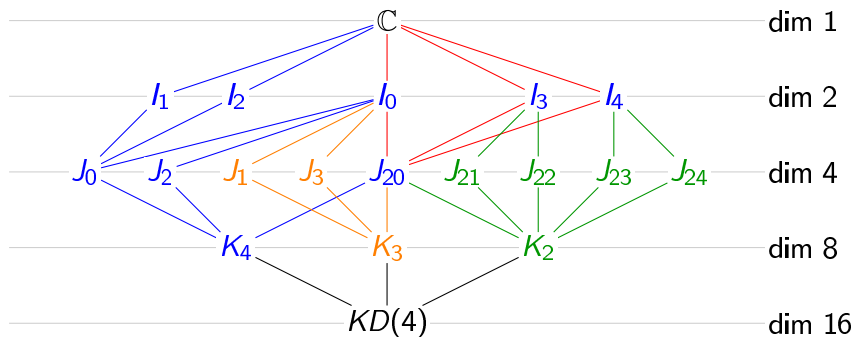 ℂ dim 1
I₁ I₂ I₀ I₃ I₄ dim 2
J₀ J₂ J₁ J₃ J₂₀ J₂₁ J₂₂ J₂₃ J₂₄ dim 4
K₄ K₃ K₂ dim 8
KD(4) dim 16